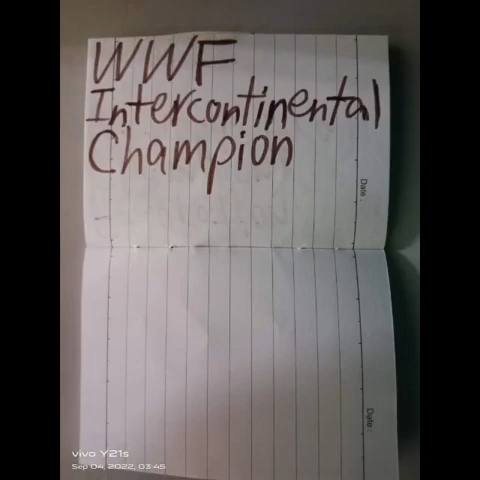 WWF
Intercontinental
Champion
Date :
Date :
vivo Y21s
Sep 04, 2022, 03:45